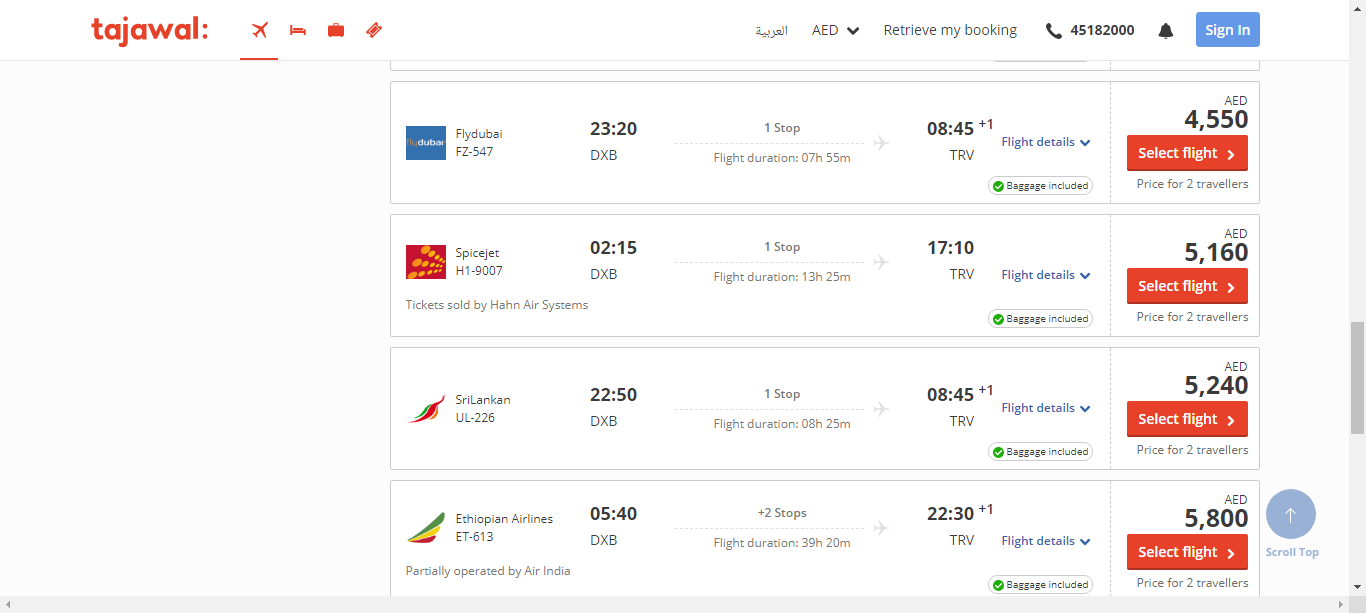 tajawal:
العربية
AED
Retrieve my booking
45182000
Sign In
Flydubai
FZ-547
23:20
DXB
1 Stop
Flight duration: 07h 55m
08:45 +1
TRV
Flight details
Baggage included
AED
4,550
Select flight
Price for 2 travellers
Spicejet
H1-9007
Tickets sold by Hahn Air Systems
02:15
DXB
1 Stop
Flight duration: 13h 25m
17:10
TRV
Flight details
Baggage included
AED
5,160
Select flight
Price for 2 travellers
SriLankan
UL-226
22:50
DXB
1 Stop
Flight duration: 08h 25m
08:45 +1
TRV
Flight details
Baggage included
AED
5,240
Select flight
Price for 2 travellers
Ethiopian Airlines
ET-613
Partially operated by Air India
05:40
DXB
+2 Stops
Flight duration: 39h 20m
22:30 +1
TRV
Flight details
Baggage included
AED
5,800
Select flight
Price for 2 travellers
Scroll Top